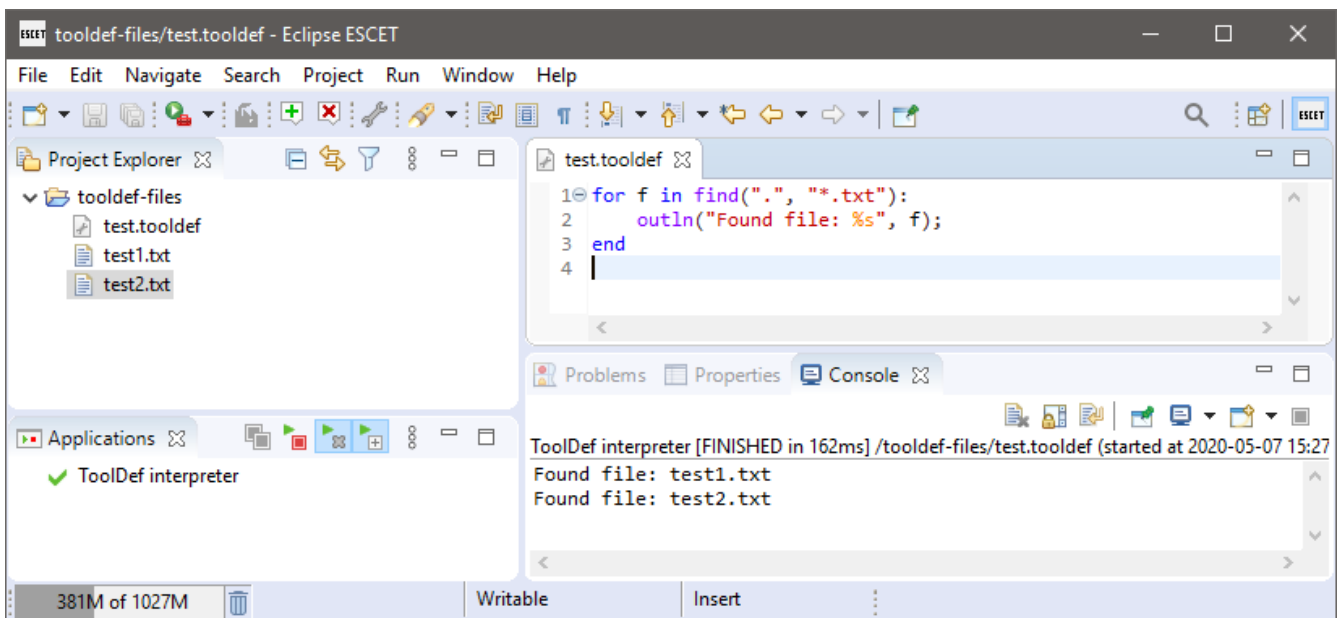 ESCET tooldef-files/test.tooldef - Eclipse ESCET
File Edit Navigate Search Project Run Window Help
ESCET
Project Explorer
tooldef-files
test.tooldef
test1.txt
test2.txt
Applications
ToolDef interpreter
test.tooldef
1 for f in find(".", "*.txt"):
2 outln("Found file: %s", f);
3 end
4
Problems Properties Console
ToolDef interpreter [FINISHED in 162ms] /tooldef-files/test.tooldef (started at 2020-05-07 15:27
Found file: test1.txt
Found file: test2.txt
381M of 1027M Writable Insert